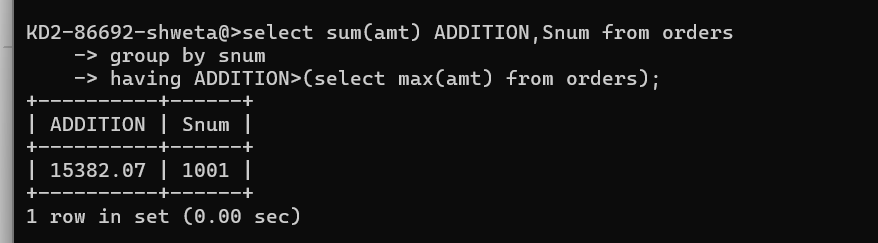 KD2-86692-shweta@>select sum(amt) ADDITION,Snum from orders
    -> group by snum
    -> having ADDITION>(select max(amt) from orders);
+----------+------+
| ADDITION | Snum |
+----------+------+
| 15382.07 | 1001 |
+----------+------+
1 row in set (0.00 sec)